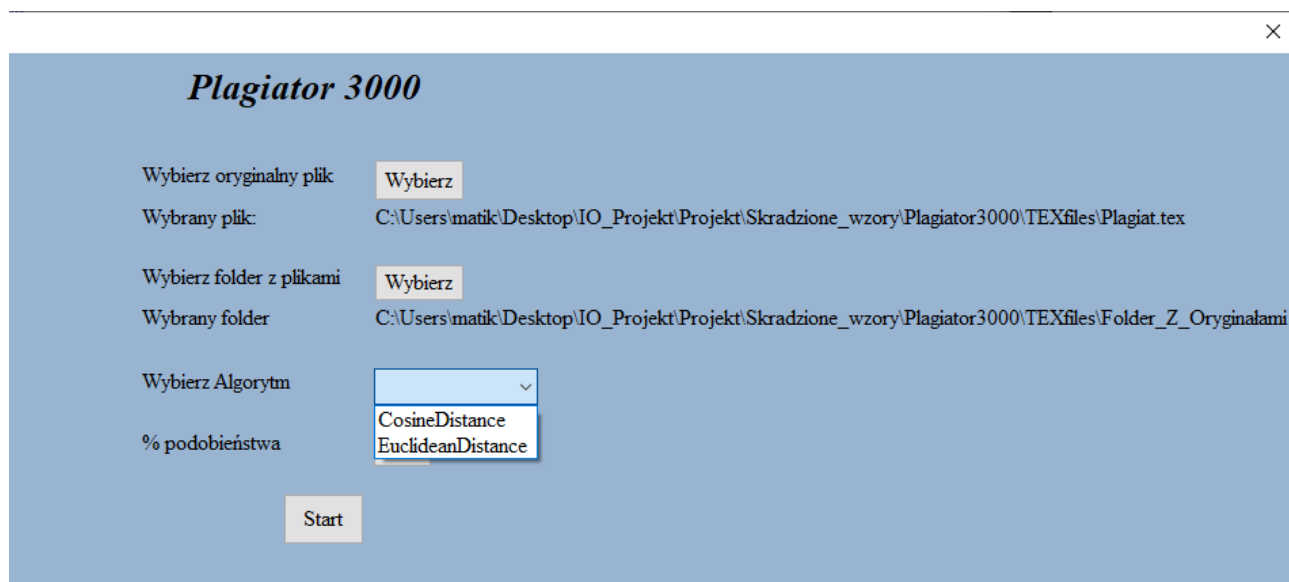 Plagiator 3000
Wybierz oryginalny plik Wybierz
Wybrany plik: C:\Users\matik\Desktop\IO_Projekt\Projekt\Skradzione_wzory\Plagiator3000\TEXfiles\Plagiat.tex
Wybierz folder z plikami Wybierz
Wybrany folder C:\Users\matik\Desktop\IO_Projekt\Projekt\Skradzione_wzory\Plagiator3000\TEXfiles\Folder_Z_Oryginałami
Wybierz Algorytm
CosineDistance
% podobieństwa EuclideanDistance
Start